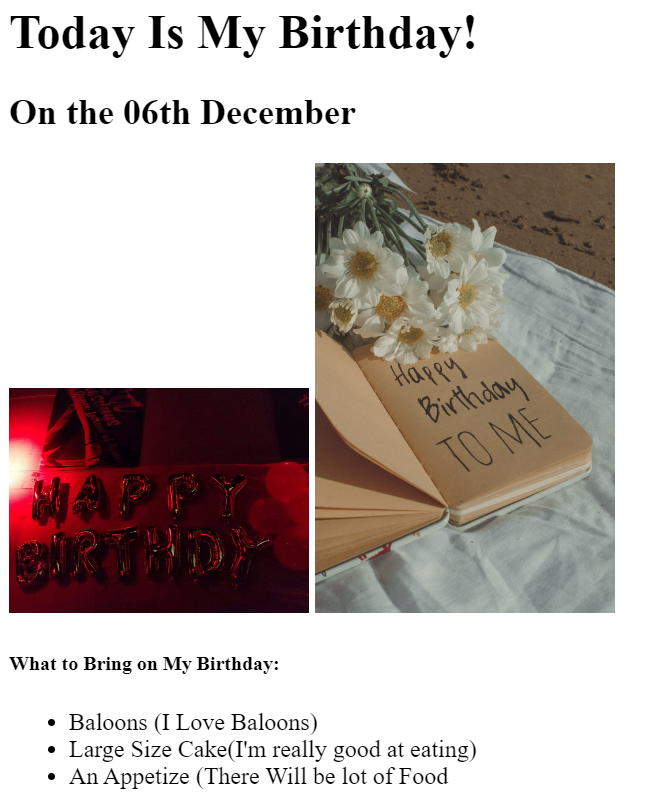 Today Is My Birthday!
On the 06th December
Happy
Birthday
TO ME
HAPPY
BIRTHDY
What to Bring on My Birthday:
Baloons (I Love Baloons)
Large Size Cake(I'm really good at eating)
An Appetize (There Will be lot of Food